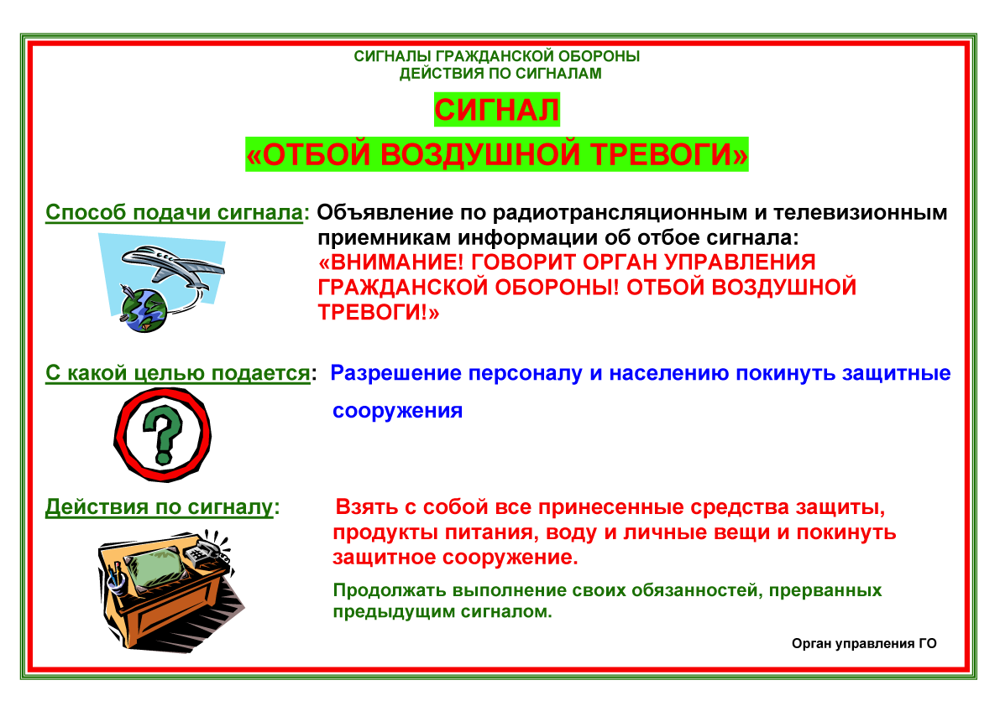 СИГНАЛЫ ГРАЖДАНСКОЙ ОБОРОНЫ
ДЕЙСТВИЯ ПО СИГНАЛАМ
СИГНАЛ
«ОТБОЙ ВОЗДУШНОЙ ТРЕВОГИ»
Способ подачи сигнала: Объявление по радиотрансляционным и телевизионным
приемникам информации об отбое сигнала:
«ВНИМАНИЕ! ГОВОРИТ ОРГАН УПРАВЛЕНИЯ
ГРАЖДАНСКОЙ ОБОРОНЫ! ОТБОЙ ВОЗДУШНОЙ
ТРЕВОГИ!»
С какой целью подается: Разрешение персоналу и населению покинуть защитные
сооружения
Действия по сигналу: Взять с собой все принесенные средства защиты,
продукты питания, воду и личные вещи и покинуть
защитное сооружение.
Продолжать выполнение своих обязанностей, прерванных
предыдущим сигналом.
Орган управления ГО